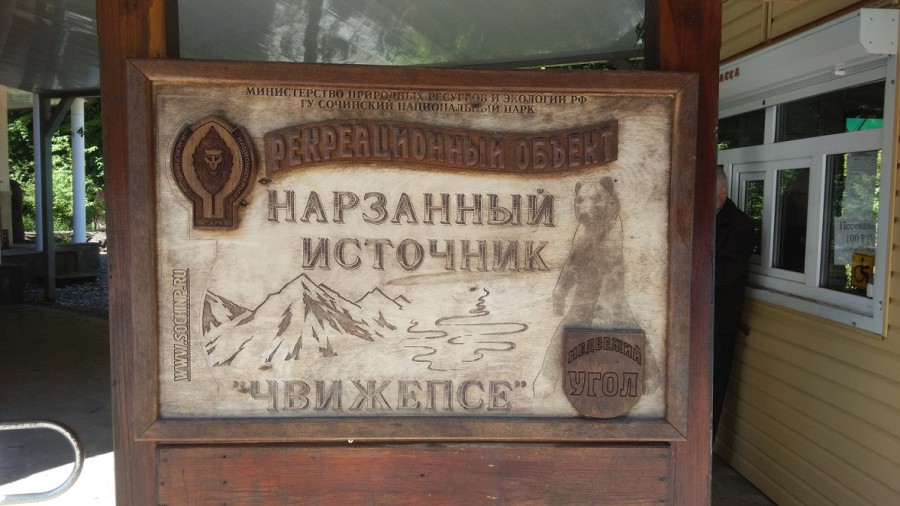 МИНИСТЕРСТВО ПРИРОДНЫХ РЕСУРСОВ И ЭКОЛОГИИ РФ
ГУ СОЧИНСКИЙ НАЦИОНАЛЬНЫЙ ПАРК
РЕКРЕАЦИОННЫЙ ОБЪЕКТ
НАРЗАННЫЙ
ИСТОЧНИК
WWW.SOCHINP.RU
"ЧВИЖЕПСЕ"
МЕДВЕЖИЙ
УГОЛ
100